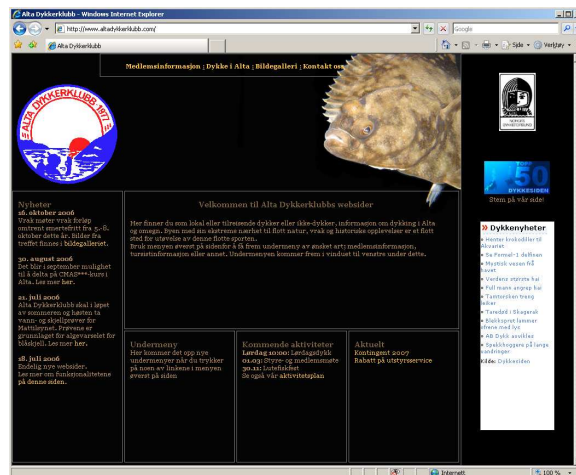 Alta Dykkerklubb - Windows Internet Explorer
http://www.altadykkerklubb.com/
Google
Alta Dykkerklubb
Side
Verktøy
Medlemsinformasjon ; Dykke i Alta ; Bildegalleri ; Kontakt oss
ALTA DYKKERKLUBB 1977
50
DYKKESIDEN
Stem på vår side!
Nyheter
16. oktober 2006
Vrak møter vrak forløp
omtrent smertefritt fra 5.-8.
oktober dette år. Bilder fra
treffet finnes i bildegalleriet.
30. august 2006
Det blir i september mulighet
til å delta på CMAS***-kurs i
Alta. Les mer her.
21. juli 2006
Alta Dykkerklubb skal i løpet
av sommeren og høsten ta
vann- og skjellprøver for
Mattilsynet. Prøvene er
grunnlaget for algevarselet for
blåskjell. Les mer her.
18. juli 2006
Endelig nye websider.
Les mer om funksjonalitetene
på denne siden.
Velkommen til Alta Dykkerklubbs websider
Her finner du som lokal eller tilreisende dykker eller ikke-dykker, informasjon om dykking i Alta
og omegn. Byen med sin ekstreme nærhet til flott natur, vrak og historiske opplevelser er et flott
sted for utøvelse av denne flotte sporten.
Bruk menyen øverst på siden for å få frem undermeny av ønsket art; medlemsinformasjon,
turistinformasjon eller annet. Undermenyen kommer frem i vinduet til venstre under dette.
Undermeny
Her kommer det opp nye
undermenyer når du trykker
på noen av linkene i menyen
øverst på siden
Kommende aktiviteter
Lørdag 10:00: Lørdagsdykk
01.03: Styre- og medlemsmøte
30.11: Lutefiskfest
Se også vår aktivitetsplan
Aktuelt
Kontingent 2007
Rabatt på utstyrsservice
Dykkenyheter
Henter krokodiller til
Akvariet
Se Formel-1 delfinen
Mystisk vesen fra
havet
Verdens største hai
Full mann angrep hai
Tamtorsken treng
leiker
Taredød i Skagerak
Blekksprut lammer
ofrene med lys
AB Dykk avvikles
Spekkhoggere på lange
vandringer
Kilde: Dykkesiden
Internett
100 %